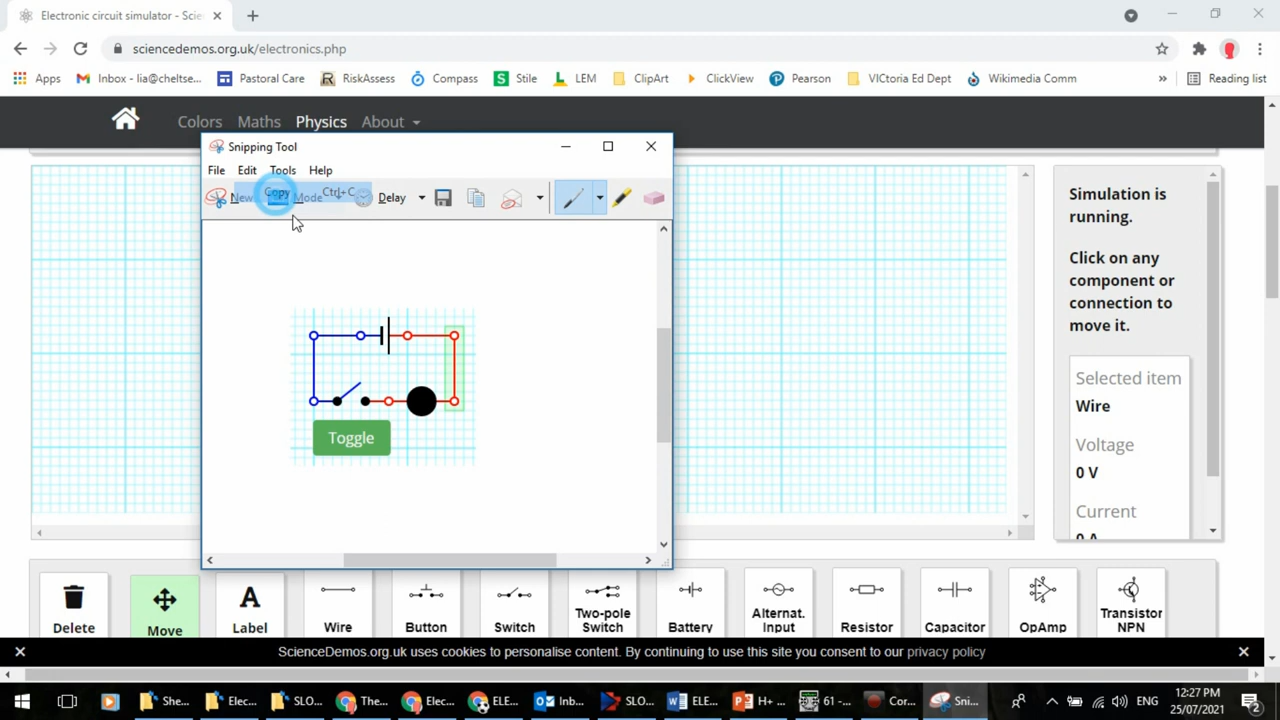 Electronic circuit simulator - Scie
sciencedemos.org.uk/electronics.php
Apps
Inbox - lia@cheltse...
Pastoral Care
RiskAssess
Compass
Stile
LEM
ClipArt
ClickView
Pearson
VICtoria Ed Dept
Wikimedia Comm
»
Reading list
Colors
Maths
Physics
About
Snipping Tool
File
Edit
Tools
Help
New
Copy
Ctrl+C
Mode
Delay
Toggle
Simulation is
running.
Click on any
component or
connection to
move it.
Selected item
Wire
Voltage
0 V
Current
0 A
Delete
Move
A
Label
Wire
Button
Switch
Two-pole
Switch
Battery
Alternat.
Input
Resistor
Capacitor
OpAmp
Transistor
NPN
ScienceDemos.org.uk uses cookies to personalise content. By continuing to use this site you consent to our privacy policy
She...
Elec...
SLO...
The...
Elec...
ELE...
Inb...
SLO...
ELE...
H+ ...
61 -...
Cor...
Sni...
ENG
12:27 PM
25/07/2021
2